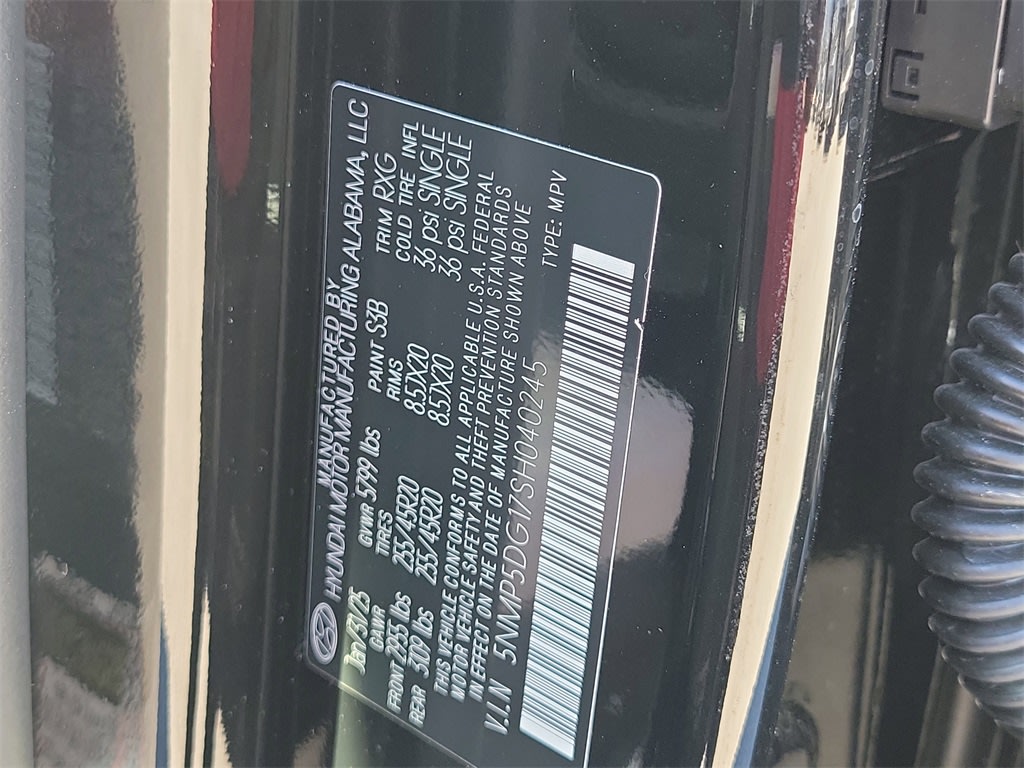 MANUFACTURED BY
HYUNDAI MOTOR MANUFACTURING ALABAMA, LLC
Jan/31/25 GVWR 5799 lbs PAINT S3B TRIM RXG
GAWR TIRES RIMS COLD TIRE INFL
FRONT 2955 lbs 255/45R20 8.5JX20 36 psi SINGLE
REAR 3109 lbs 255/45R20 8.5JX20 36 psi SINGLE
THIS VEHICLE CONFORMS TO ALL APPLICABLE U.S.A. FEDERAL
MOTOR VEHICLE SAFETY AND THEFT PREVENTION STANDARDS
IN EFFECT ON THE DATE OF MANUFACTURE SHOWN ABOVE
V.I.N 5NMP5DG17SH040245 TYPE: MPV